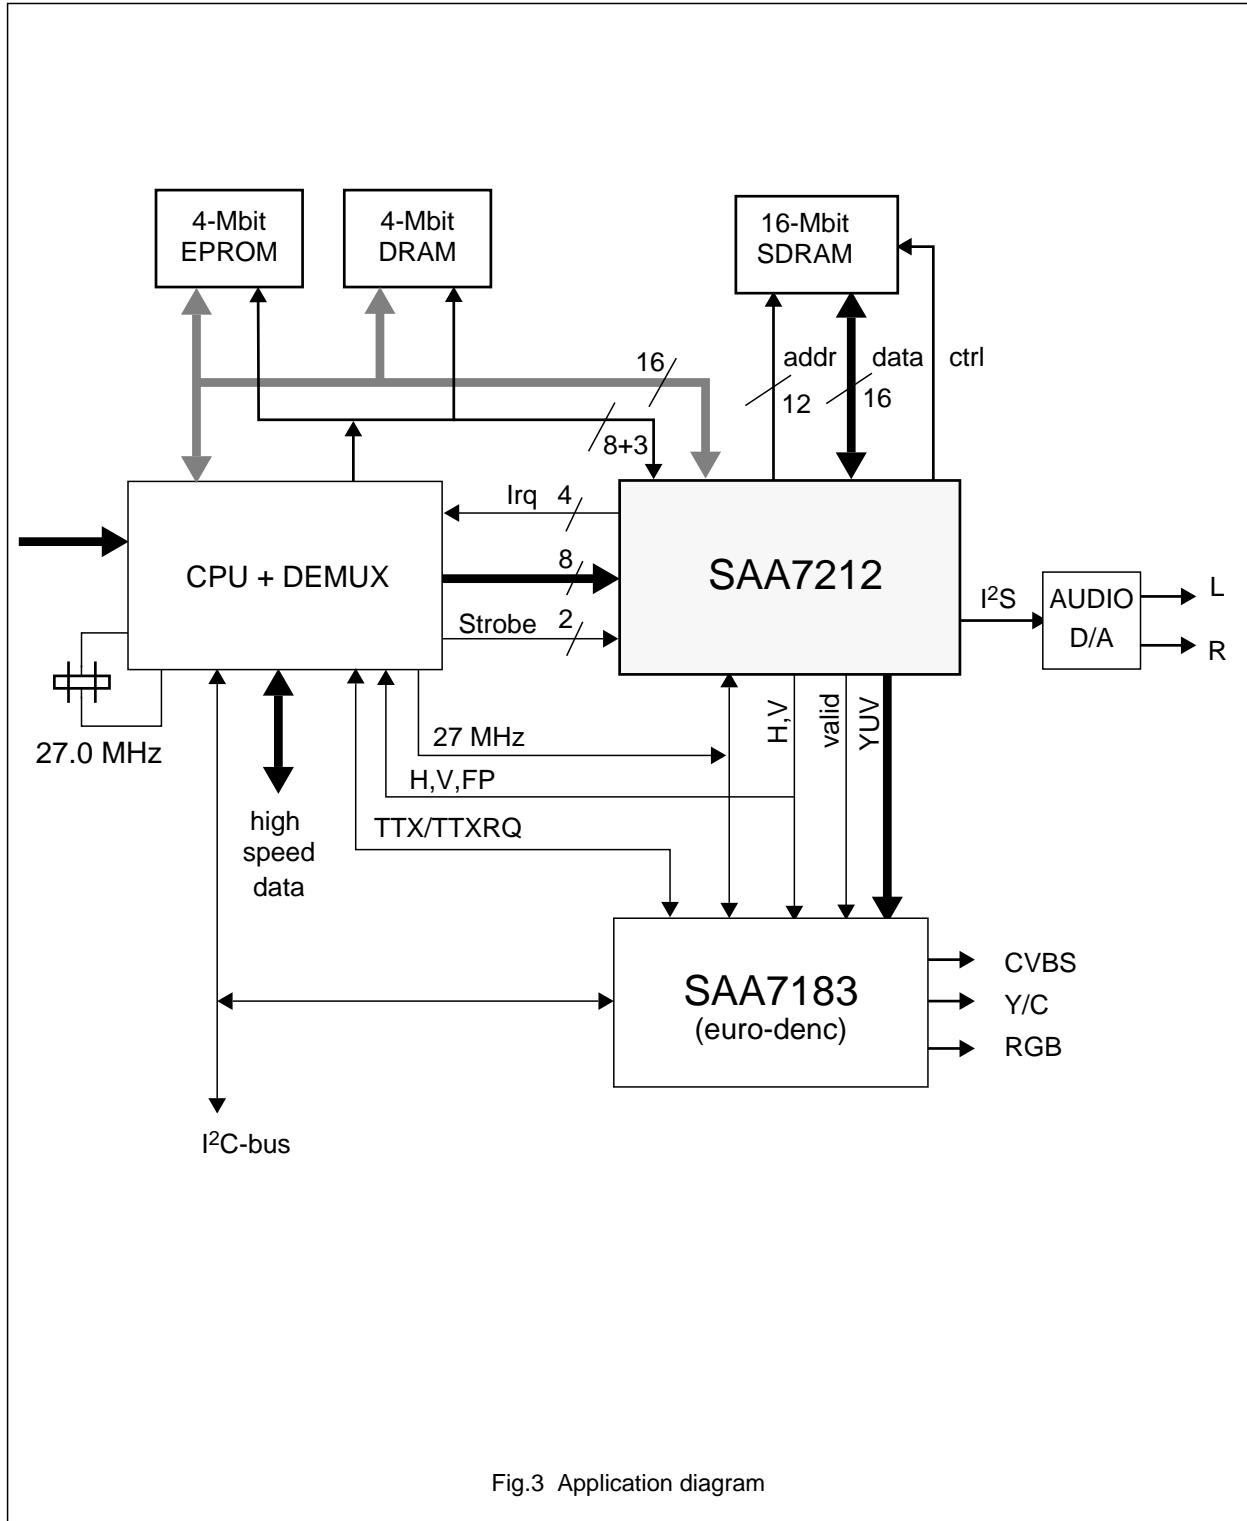 4-Mbit
EPROM
4-Mbit
DRAM
16-Mbit
SDRAM
16
addr
data
ctrl
12
16
8+3
Irq 4
CPU + DEMUX
8
SAA7212
Strobe 2
I²S
AUDIO
D/A
L
R
27.0 MHz
27 MHz
H,V
valid
YUV
H,V,FP
TTX/TTXRQ
high
speed
data
SAA7183
(euro-denc)
CVBS
Y/C
RGB
I²C-bus
Fig.3 Application diagram